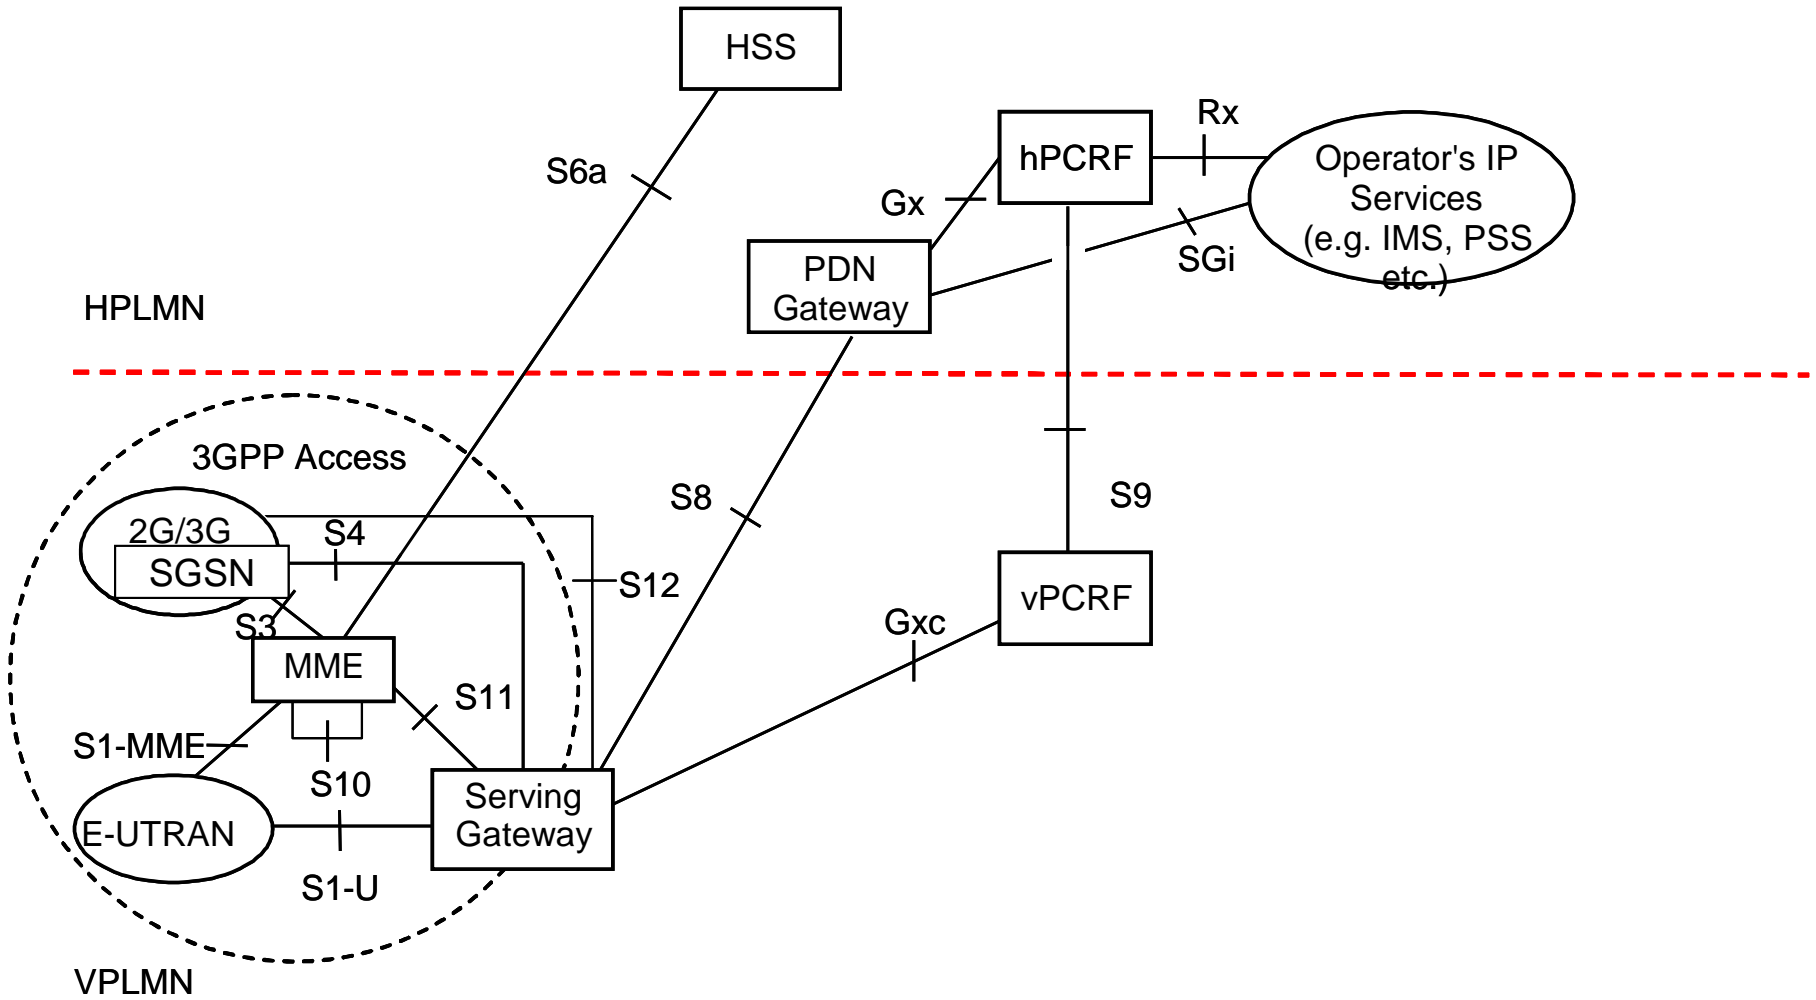 HSS
Rx
hPCRF
Operator's IP
Services
(e.g. IMS, PSS
etc.)
S6a
Gx
SGi
PDN
Gateway
HPLMN
3GPP Access
S8
S9
2G/3G
S4
SGSN
S12
vPCRF
S3
Gxc
MME
S11
S1-MME
S10
Serving
Gateway
E-UTRAN
S1-U
VPLMN